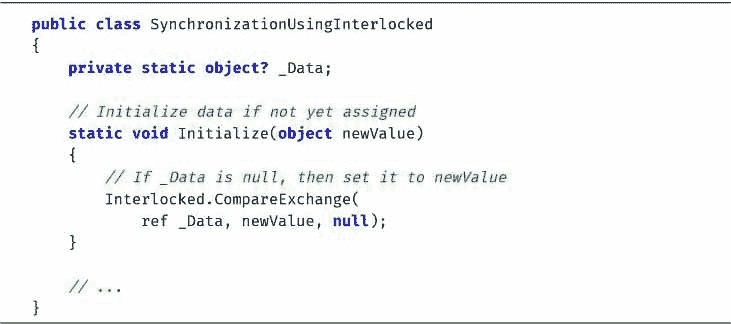 public class SynchronizationUsingInterlocked
{
    private static object? _Data;

    // Initialize data if not yet assigned
    static void Initialize(object newValue)
    {
        // If _Data is null, then set it to newValue
        Interlocked.CompareExchange(
            ref _Data, newValue, null);
    }

    // ...
}